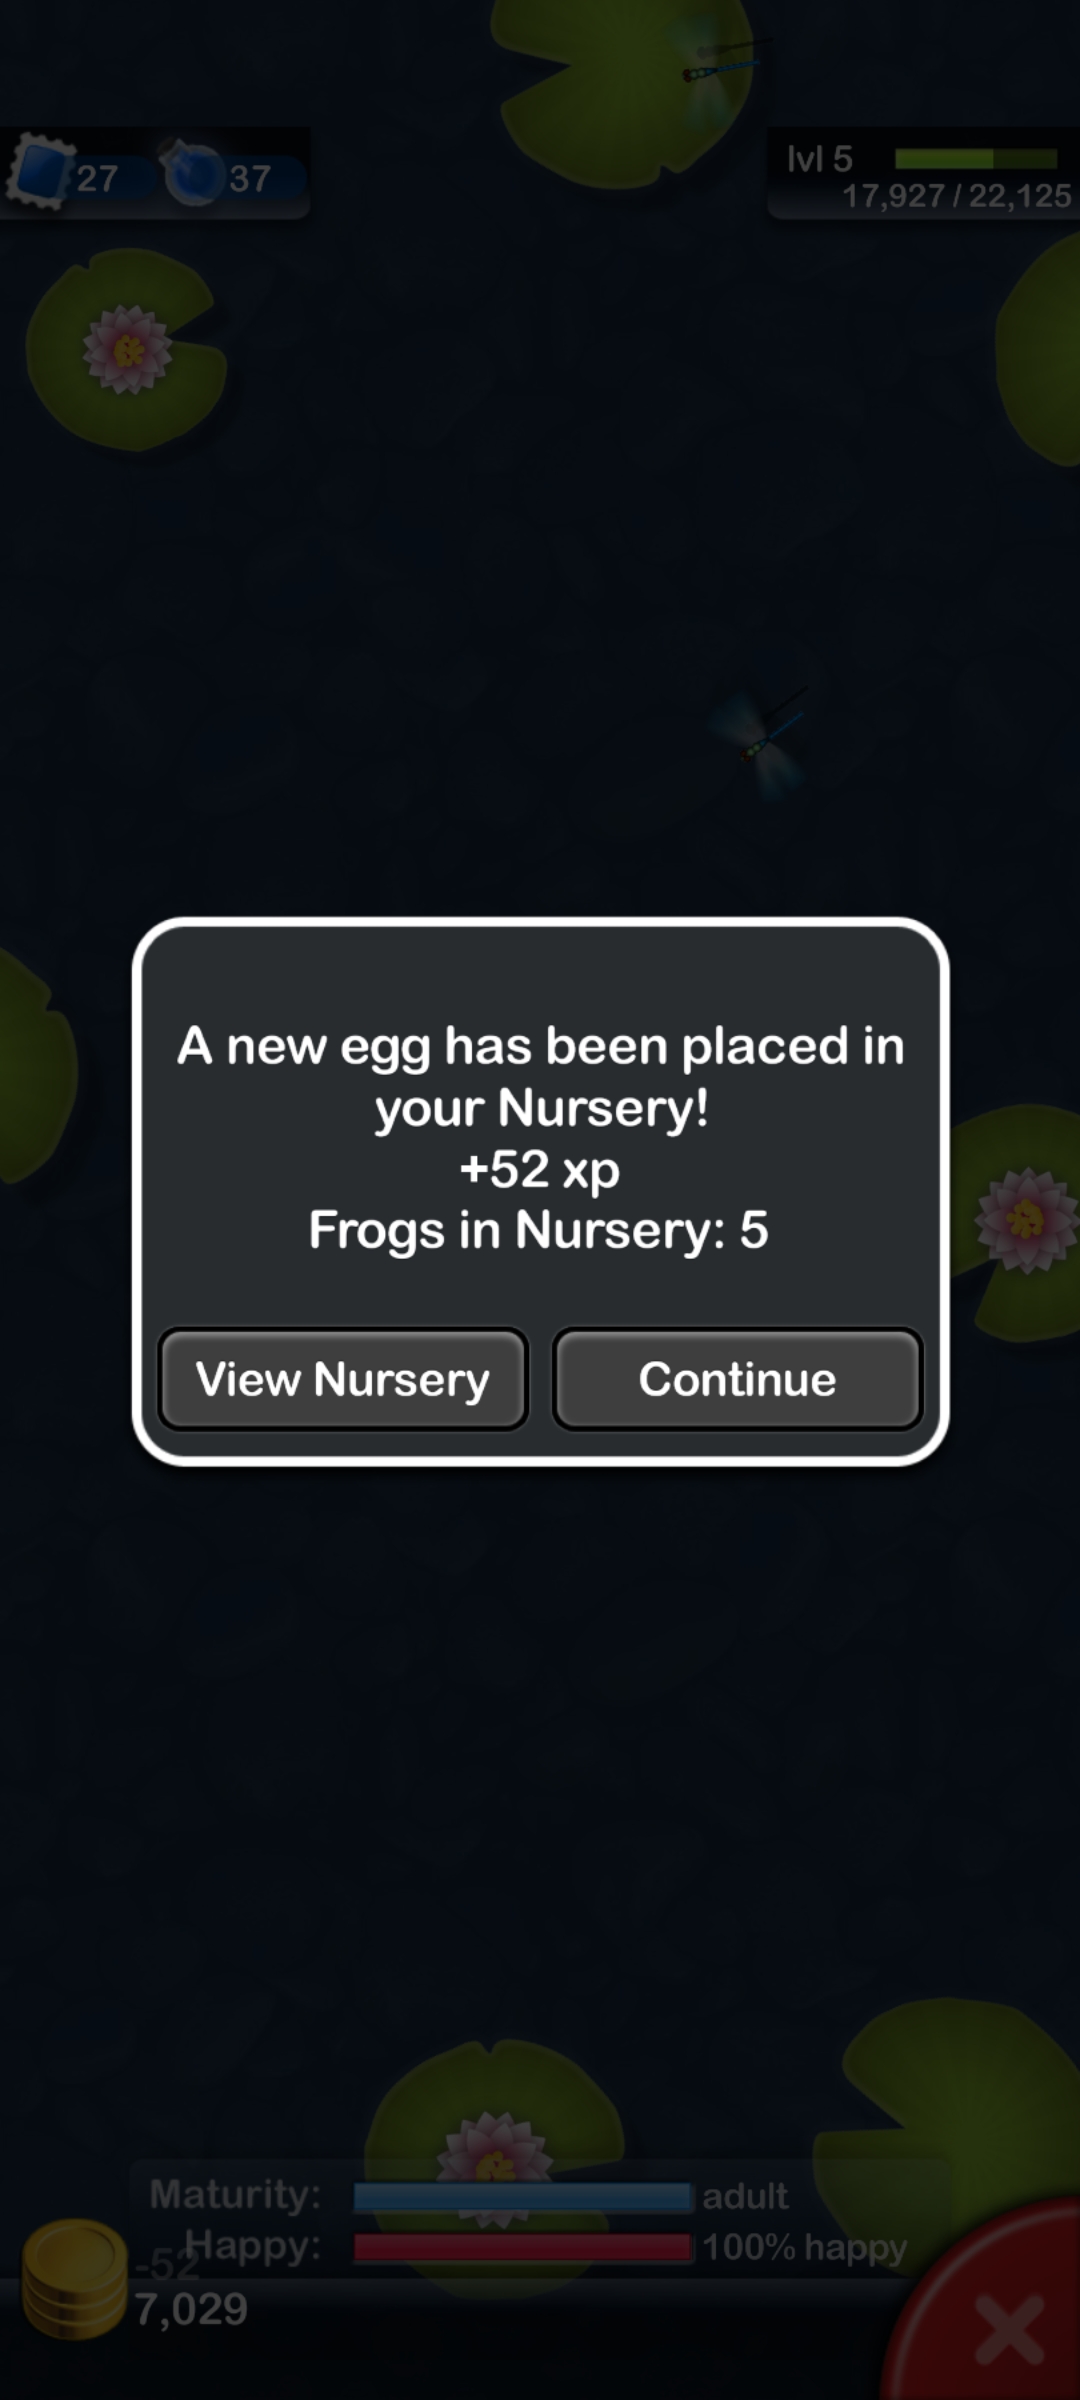 27
37
lvl 5
17,927 / 22,125
A new egg has been placed in
your Nursery!
+52 xp
Frogs in Nursery: 5
View Nursery
Continue
Maturity:
adult
Happy:
100% happy
-52
7,029